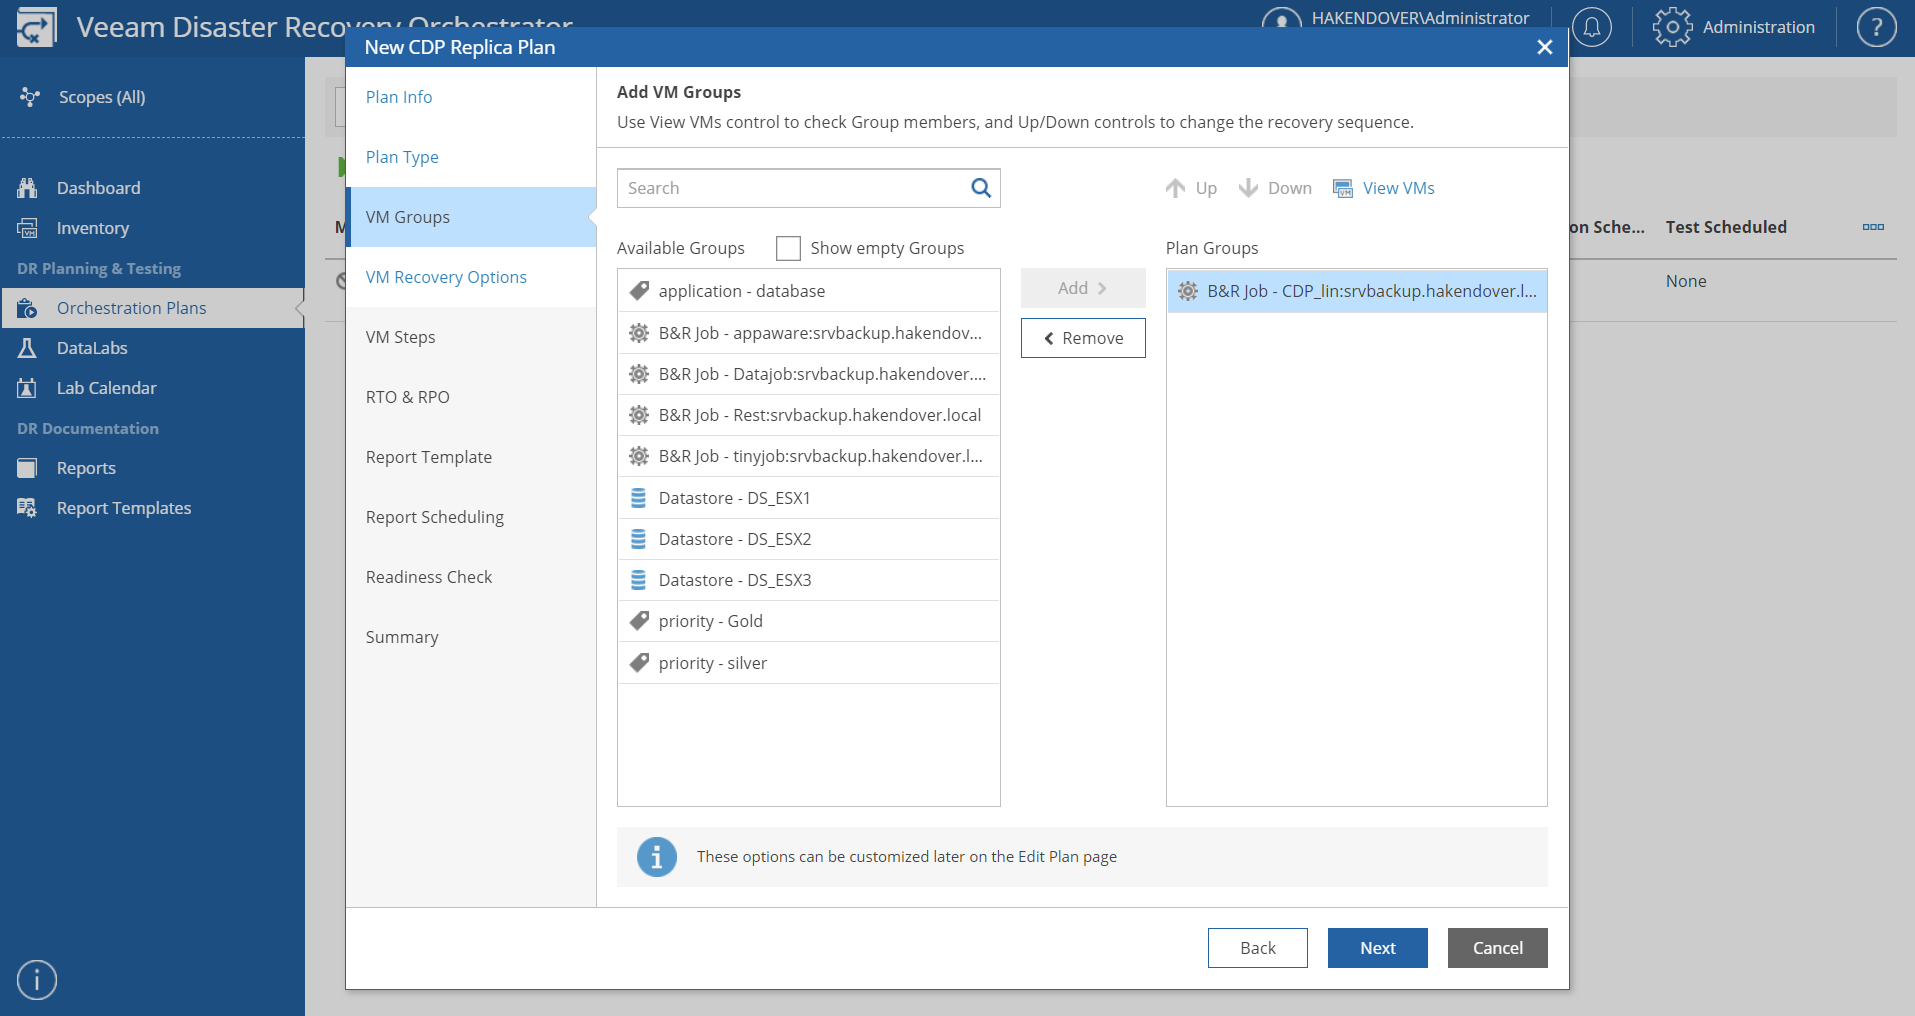 Veeam Disaster Recovery Orchestrator
HAKENDOVER\Administrator
Administration
?
New CDP Replica Plan
Scopes (All)
Dashboard
Inventory
DR Planning & Testing
Orchestration Plans
DataLabs
Lab Calendar
DR Documentation
Reports
Report Templates
Plan Info
Plan Type
VM Groups
VM Recovery Options
VM Steps
RTO & RPO
Report Template
Report Scheduling
Readiness Check
Summary
Add VM Groups
Use View VMs control to check Group members, and Up/Down controls to change the recovery sequence.
Search
Up
Down
View VMs
Available Groups
Show empty Groups
Plan Groups
application - database
B&R Job - appaware:srvbackup.hakendov...
B&R Job - Datajob:srvbackup.hakendover....
B&R Job - Rest:srvbackup.hakendover.local
B&R Job - tinyjob:srvbackup.hakendover.l...
Datastore - DS_ESX1
Datastore - DS_ESX2
Datastore - DS_ESX3
priority - Gold
priority - silver
Add
Remove
B&R Job - CDP_lin:srvbackup.hakendover.l...
on Sche...
Test Scheduled
None
These options can be customized later on the Edit Plan page
Back
Next
Cancel